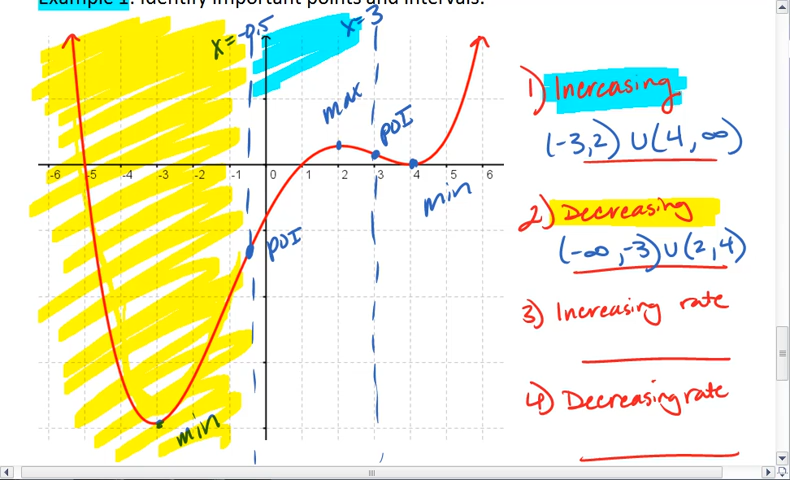 Example 1: Identify important points and intervals.
x=-0.5
x=3
max
POI
min
-6 -5 -4 -3 -2 -1 0 1 2 3 4 5 6
POI
min
1) Increasing
(-3,2) ∪ (4, ∞)
2) Decreasing
(-∞, -3) ∪ (2,4)
3) Increasing rate
4) Decreasing rate